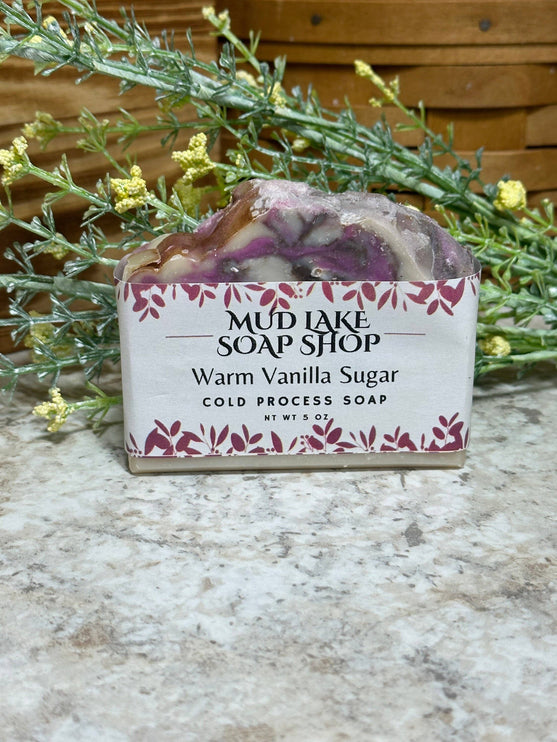 MUD LAKE
SOAP SHOP
Warm Vanilla Sugar
COLD PROCESS SOAP
NT WT 5 OZ